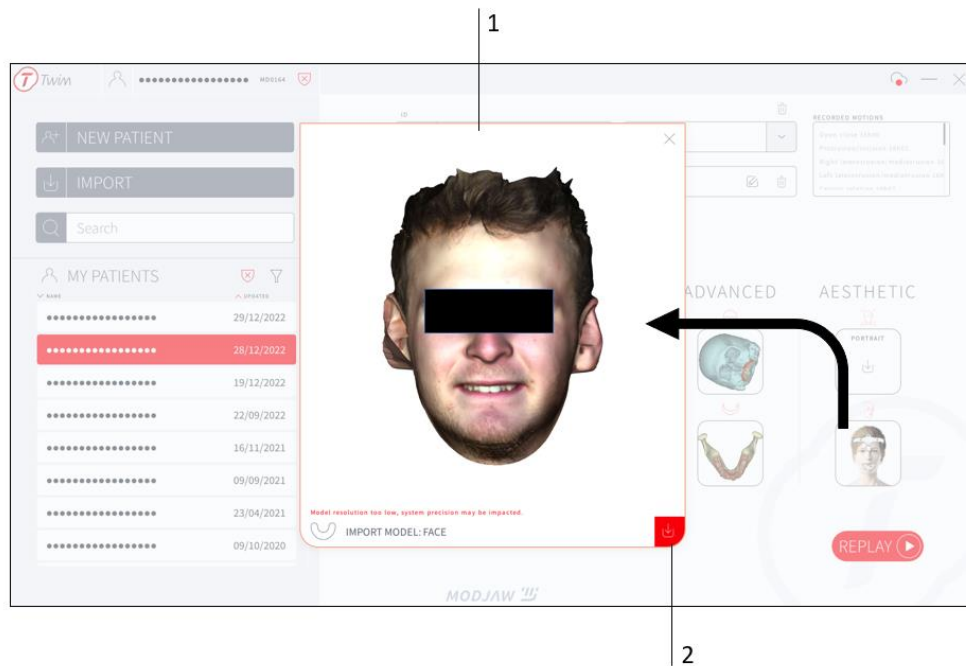 1
Twim
•••••••••••••••••• MD0164
ID
NEW PATIENT
IMPORT
Search
MY PATIENTS
NAME
UPDATED
••••••••••••••••• 29/12/2022
••••••••••••••••• 28/12/2022
••••••••••••••••• 19/12/2022
••••••••••••••••• 22/09/2022
••••••••••••••••• 16/11/2021
••••••••••••••••• 09/09/2021
••••••••••••••••• 23/04/2021
••••••••••••••••• 09/10/2020
RECORDED MOTIONS
ADVANCED
AESTHETIC
PORTRAIT
Model resolution too low, system precision may be impacted.
IMPORT MODEL: FACE
REPLAY
MODJAW
2